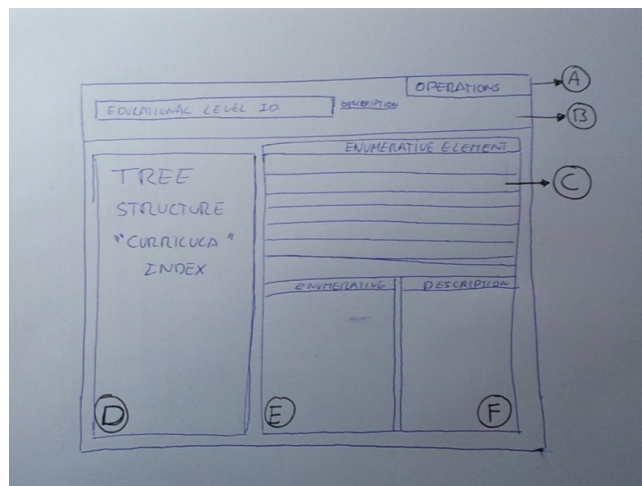 OPERATIONS
A
EDUCATIONAL LEVEL ID
DESCRIPTION
B
ENUMERATIVE ELEMENT
TREE
STRUCTURE
"CURRICULA"
INDEX
C
ENUMERATIVE
DESCRIPTION
D
E
F